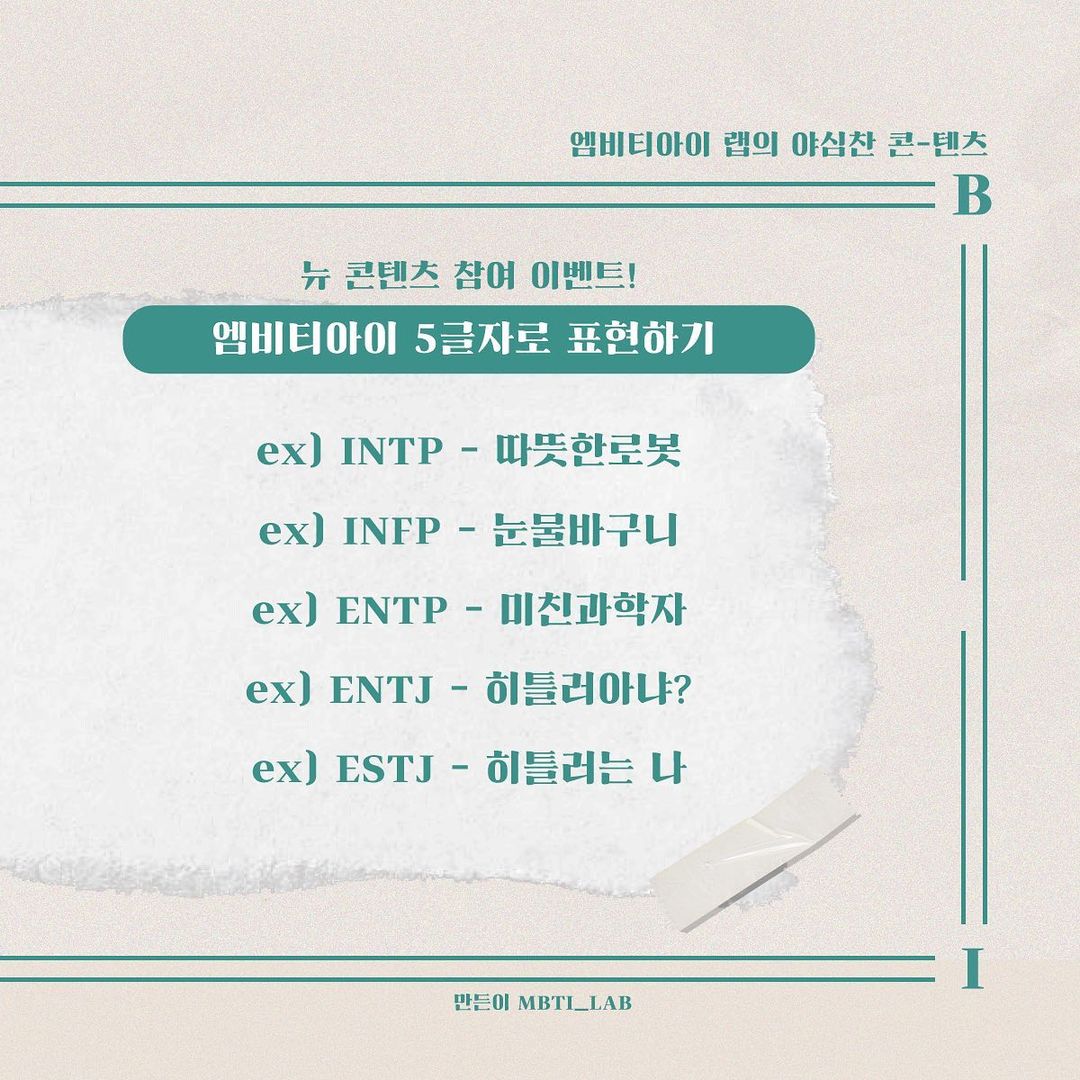 엠비티아이 랩의 야심찬 콘-텐츠
B
뉴 콘텐츠 참여 이벤트!
엠비티아이 5글자로 표현하기
ex) INTP - 따뜻한로봇
ex) INFP - 눈물바구니
ex) ENTP - 미친과학자
ex) ENTJ - 히틀러아냐?
ex) ESTJ - 히틀러는 나
I
만든이 MBTI_LAB